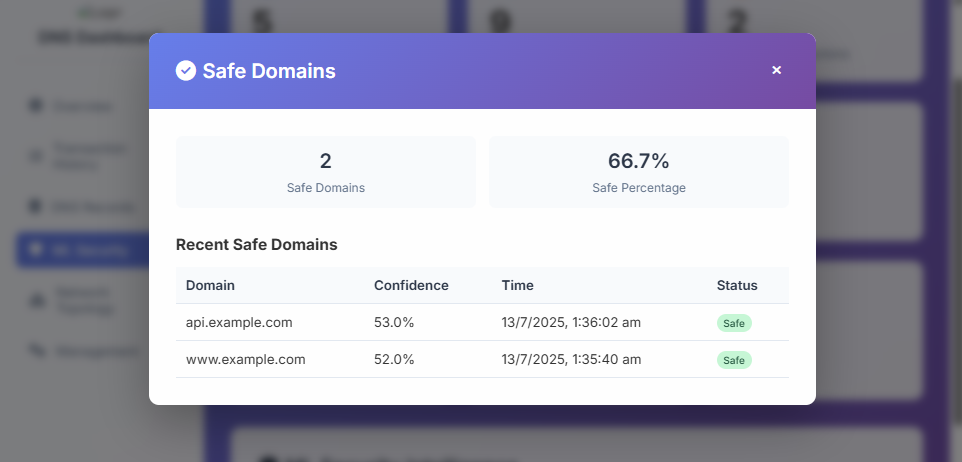 5
9
2
DNS Dashboard
Safe Domains
×
2
Safe Domains
66.7%
Safe Percentage
Recent Safe Domains
Domain Confidence Time Status
api.example.com 53.0% 13/7/2025, 1:36:02 am Safe
www.example.com 52.0% 13/7/2025, 1:35:40 am Safe
Overview
Transaction
History
ML Security
Network
Topology
Management